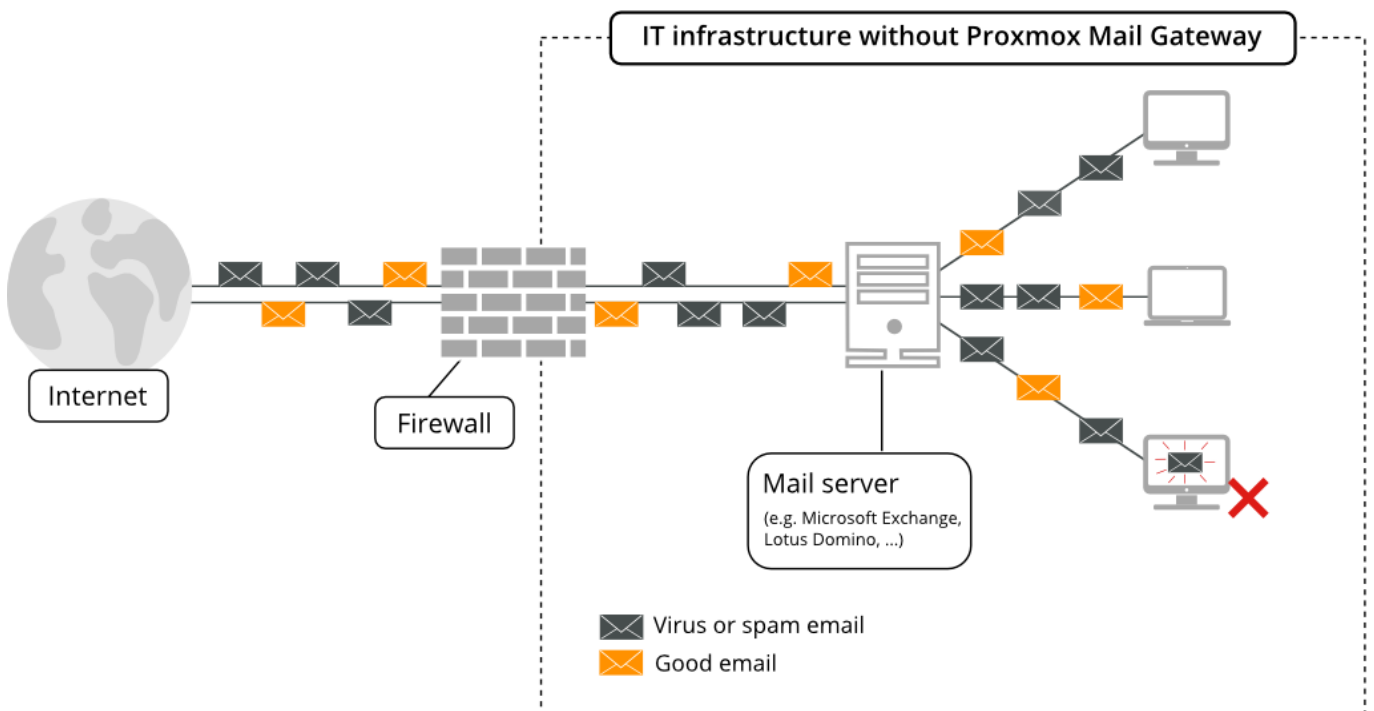 IT infrastructure without Proxmox Mail Gateway
Internet
Firewall
Mail server
(e.g. Microsoft Exchange,
Lotus Domino, ...)
Virus or spam email
Good email